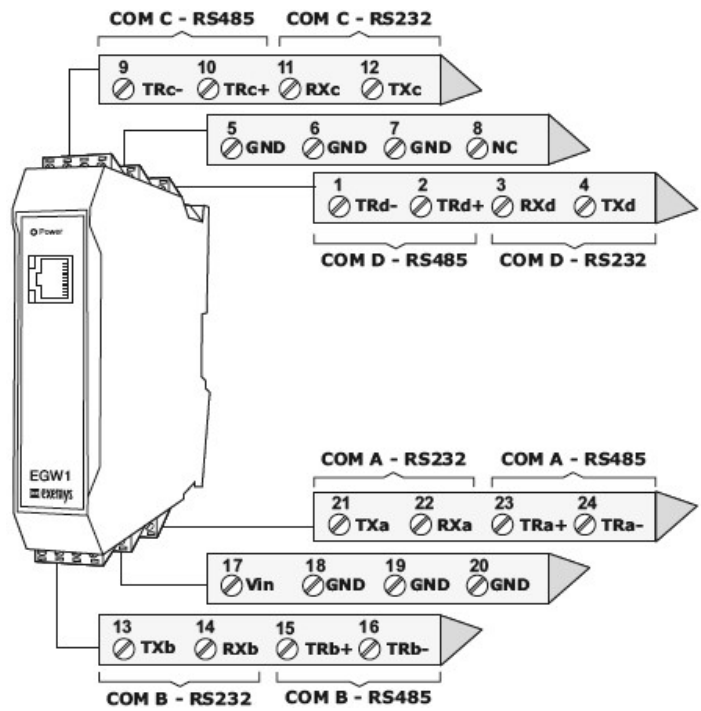 COM C - RS485 COM C - RS232
9 10 11 12
TRc- TRc+ RXc TXc
5 6 7 8
GND GND GND NC
1 2 3 4
TRd- TRd+ RXd TXd
COM D - RS485 COM D - RS232
Power
EGW1
exemys
COM A - RS232 COM A - RS485
21 22 23 24
TXa RXa TRa+ TRa-
17 18 19 20
Vin GND GND GND
13 14 15 16
TXb RXb TRb+ TRb-
COM B - RS232 COM B - RS485